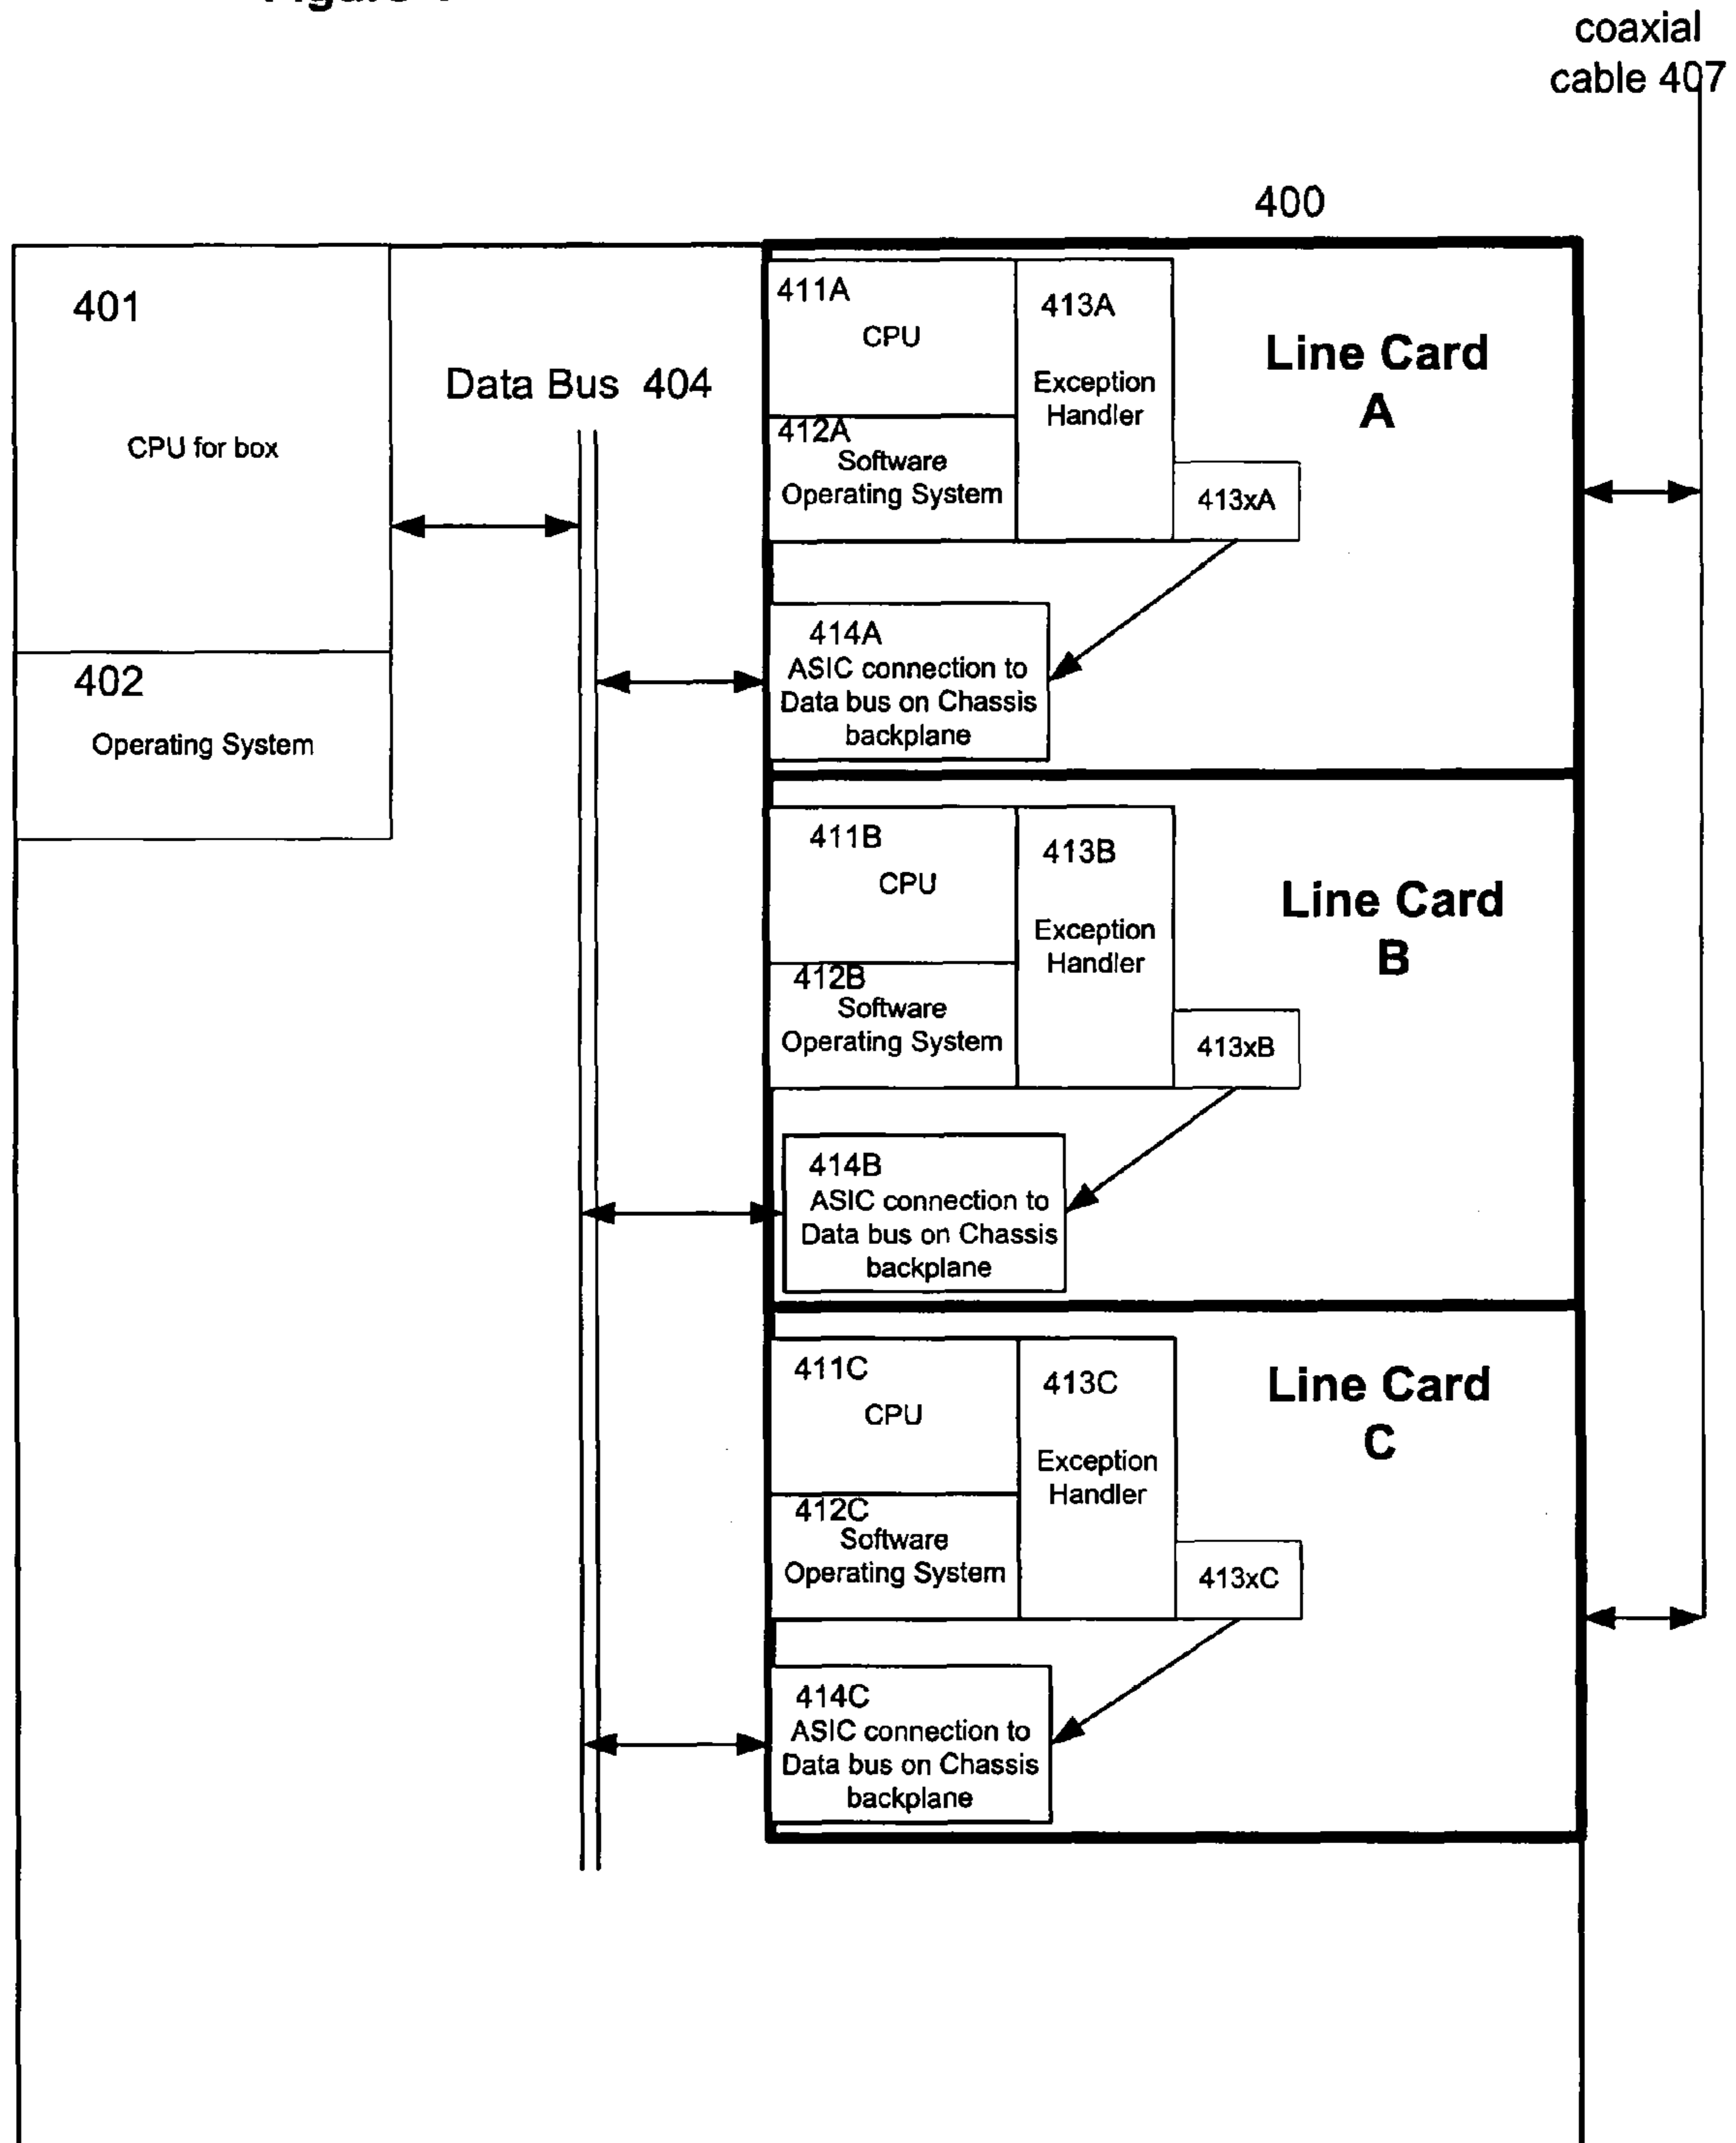 Figure
coaxial
cable 407
400
401
CPU for box
402
Operating System
Data Bus 404
411A
CPU
412A
Software
Operating System
413A
Exception
Handler
413xA
Line Card
A
414A
ASIC connection to
Data bus on Chassis
backplane
411B
CPU
412B
Software
Operating System
413B
Exception
Handler
413xB
Line Card
B
414B
ASIC connection to
Data bus on Chassis
backplane
411C
CPU
412C
Software
Operating System
413C
Exception
Handler
413xC
Line Card
C
414C
ASIC connection to
Data bus on Chassis
backplane